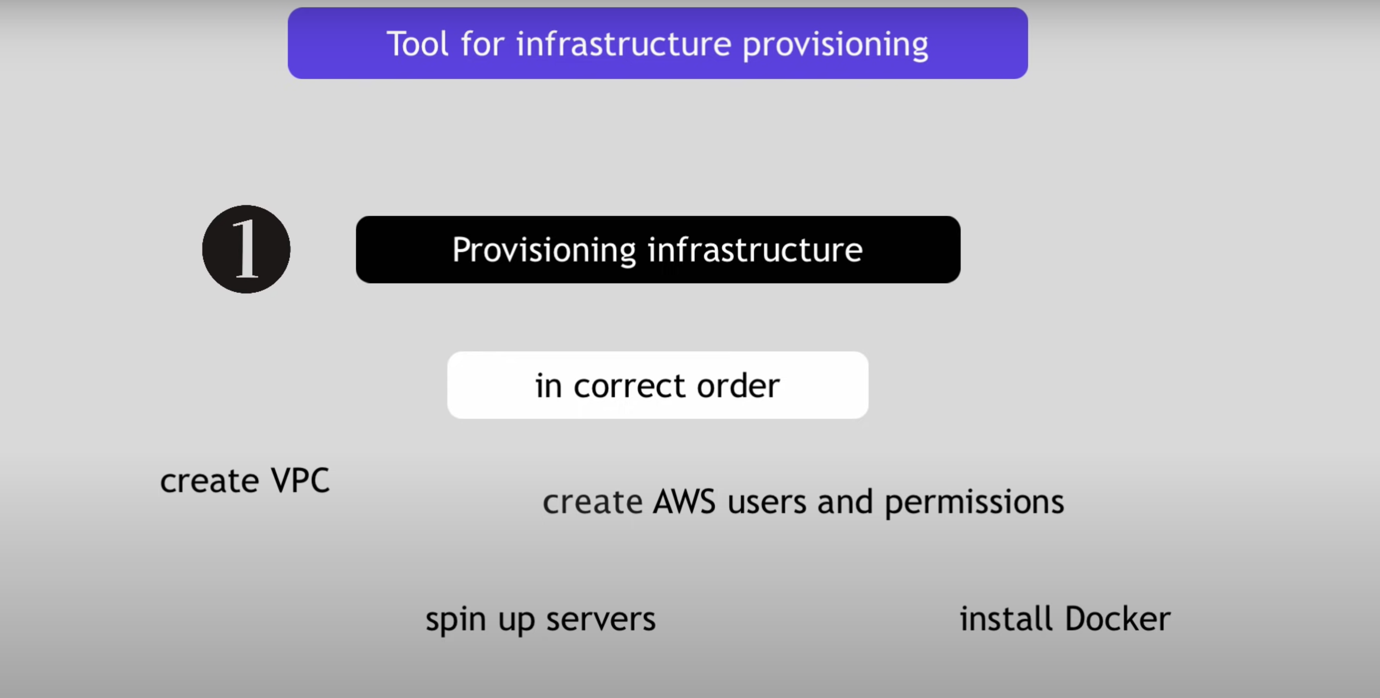 Tool for infrastructure provisioning
1
Provisioning infrastructure
in correct order
create VPC
create AWS users and permissions
spin up servers
install Docker